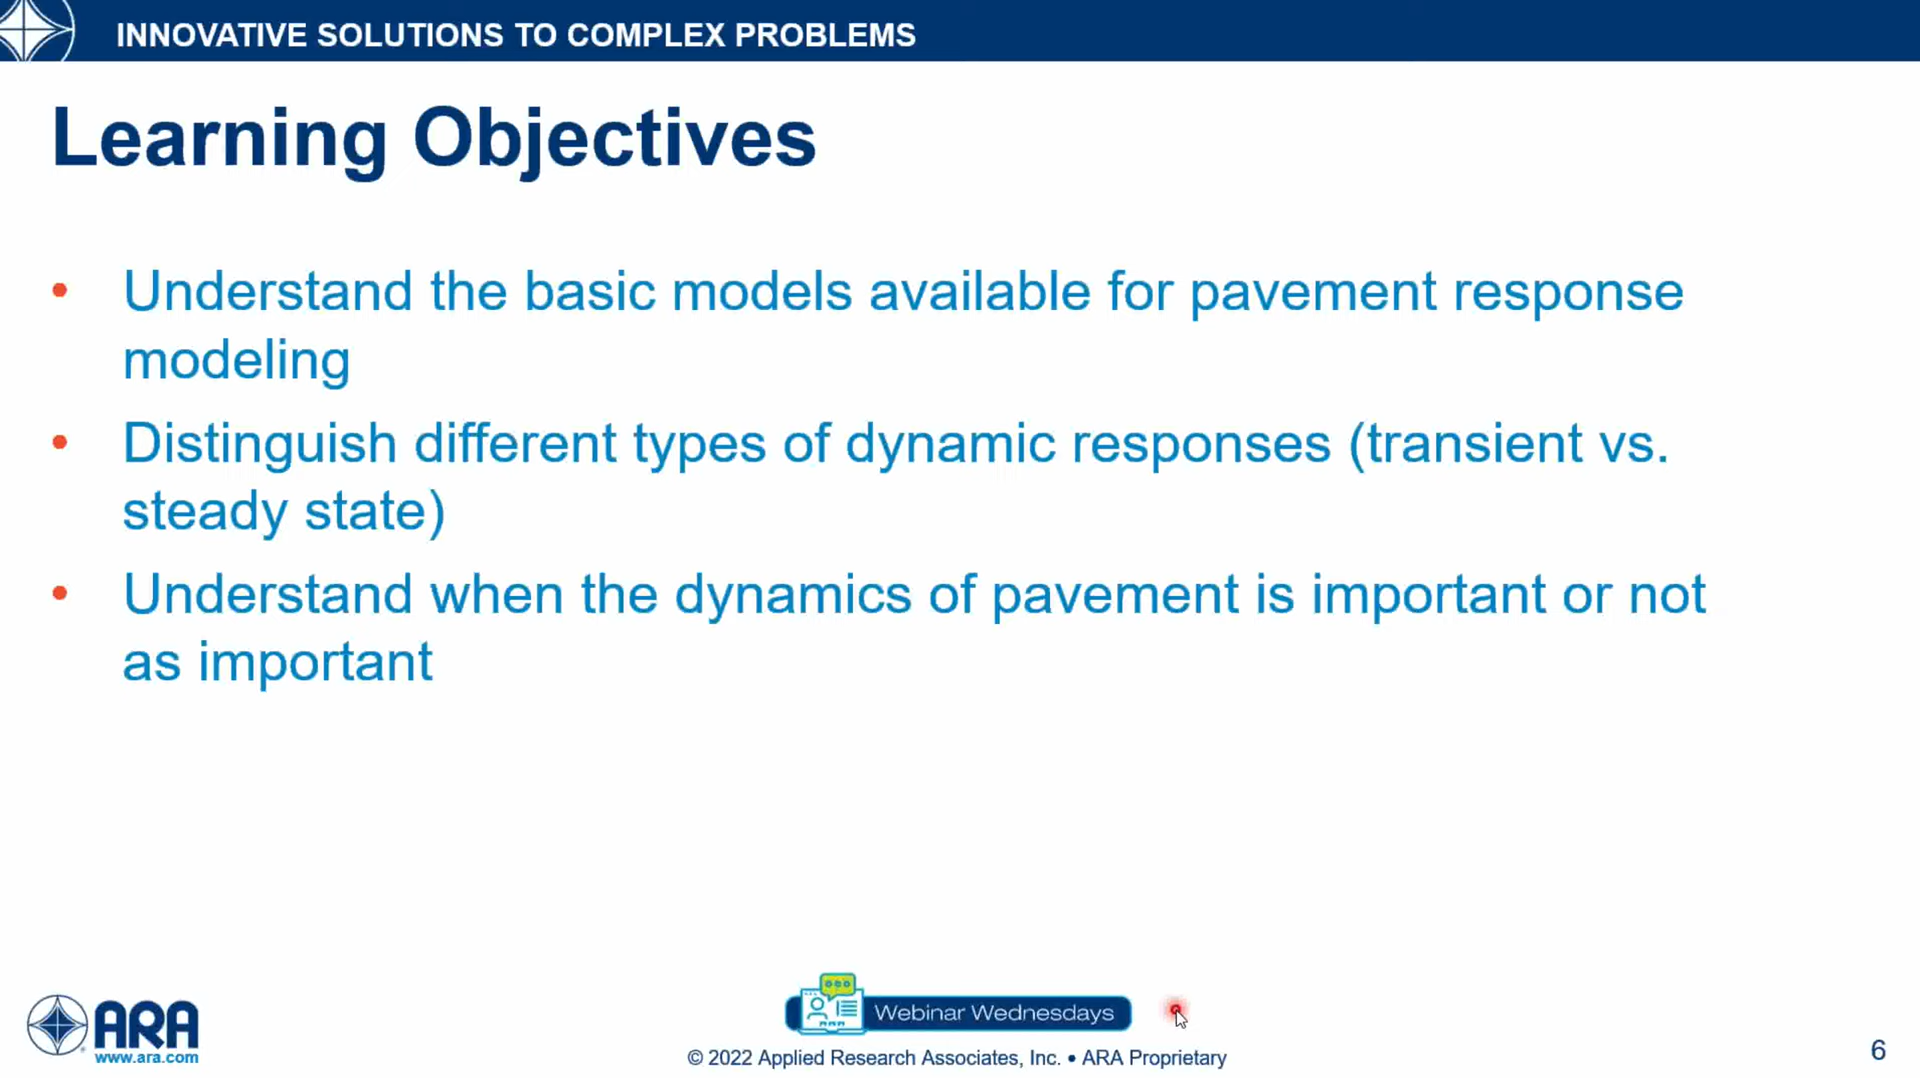 INNOVATIVE SOLUTIONS TO COMPLEX PROBLEMS
Learning Objectives
• Understand the basic models available for pavement response
modeling
• Distinguish different types of dynamic responses (transient vs.
steady state)
• Understand when the dynamics of pavement is important or not
as important
ARA
www.ara.com
ARA
Webinar Wednesdays
© 2022 Applied Research Associates, Inc. • ARA Proprietary
6